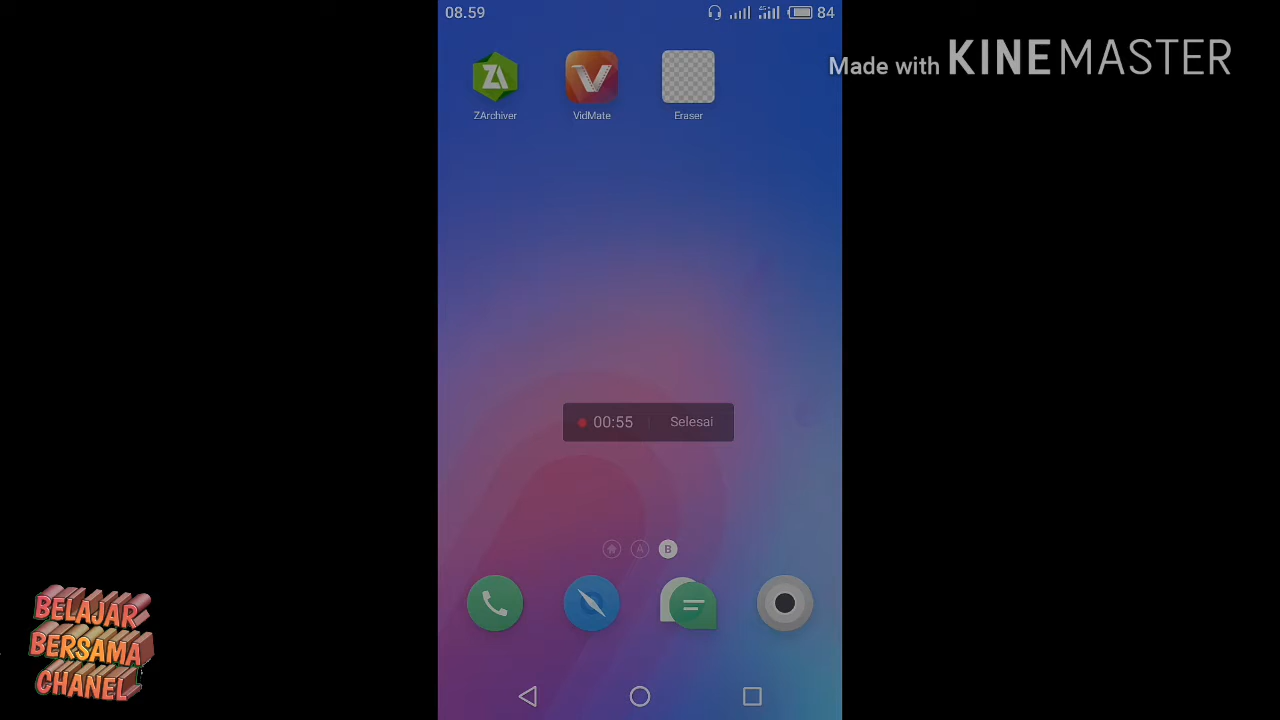 08.59
84
Made with KINEMASTER
ZArchiver
VidMate
Eraser
00:55
Selesai
A
B
BELAJAR
BERSAMA
CHANEL